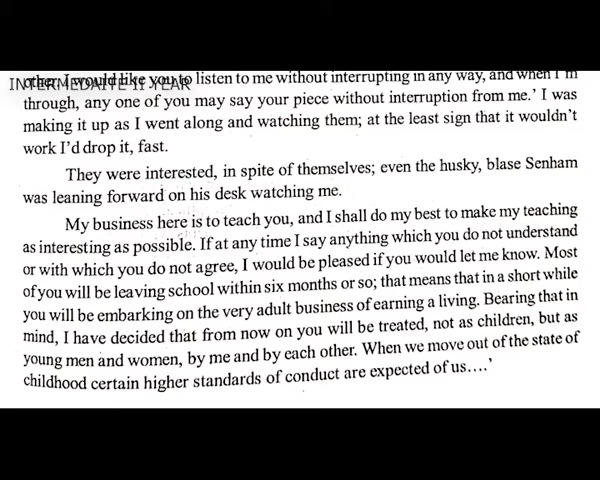 INTERMEDAITE II YEAR
other, I would like you to listen to me without interrupting in any way, and when I'm
through, any one of you may say your piece without interruption from me.' I was
making it up as I went along and watching them; at the least sign that it wouldn't
work I'd drop it, fast.
They were interested, in spite of themselves; even the husky, blase Senham
was leaning forward on his desk watching me.
My business here is to teach you, and I shall do my best to make my teaching
as interesting as possible. If at any time I say anything which you do not understand
or with which you do not agree, I would be pleased if you would let me know. Most
of you will be leaving school within six months or so; that means that in a short while
you will be embarking on the very adult business of earning a living. Bearing that in
mind, I have decided that from now on you will be treated, not as children, but as
young men and women, by me and by each other. When we move out of the state of
childhood certain higher standards of conduct are expected of us....'